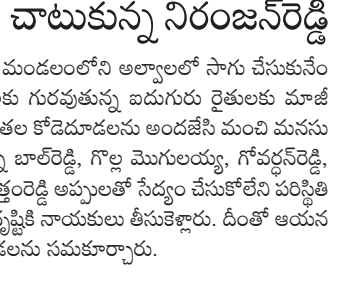 చాటుకున్న నిరంజన్‌రెడ్డి
మండలంలోని అల్వాలలో సాగు చేసుకునేం
కు గురవుతున్న ఐదుగురు రైతులకు మాజీ
తల కోడెదూడలను అందజేసి మంచి మనసు
బాల్‌రెడ్డి, గొల్ల మొగులయ్య, గోవర్ధన్‌రెడ్డి,
త్తంరెడ్డి అప్పులతో సేద్యం చేసుకోలేని పరిస్థితి
దృష్టికి నాయకులు తీసుకెళ్లారు. దీంతో ఆయన
డలను సమకూర్చారు.